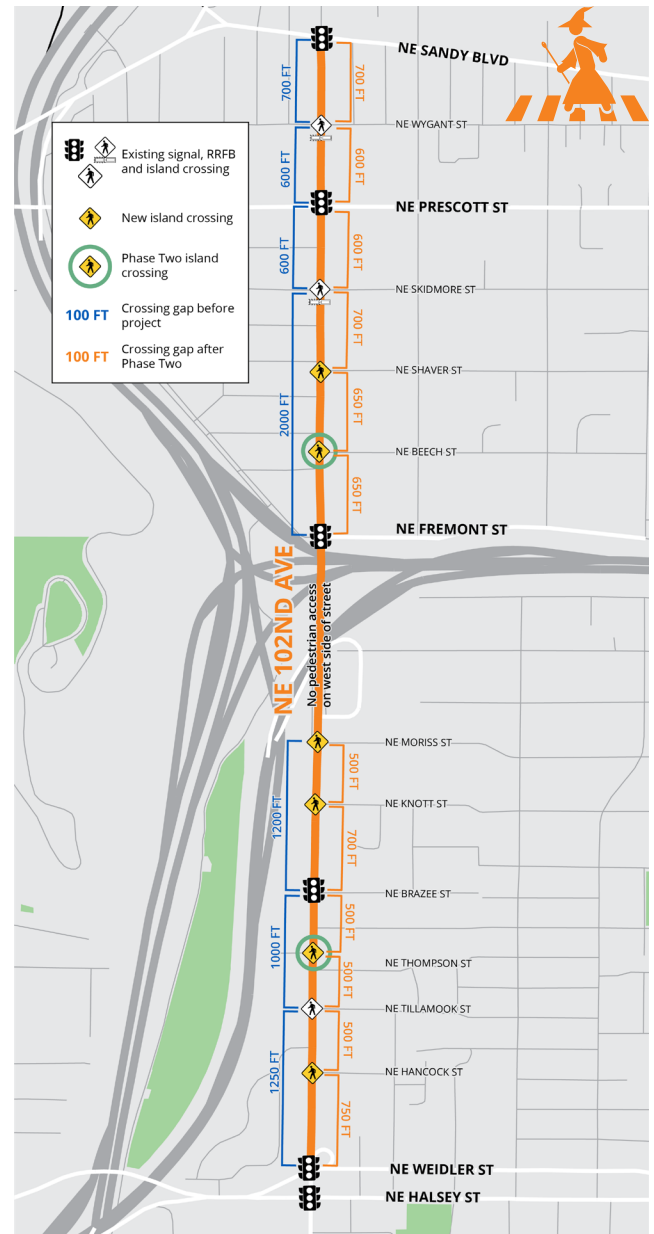 NE SANDY BLVD
700 FT
700 FT
NE WYGANT ST
Existing signal, RRFB
and island crossing
New island crossing
Phase Two island
crossing
100 FT
Crossing gap before
project
100 FT
Crossing gap after
Phase Two
600 FT
600 FT
NE PRESCOTT ST
600 FT
600 FT
NE SKIDMORE ST
2000 FT
700 FT
NE SHAVER ST
650 FT
NE BEECH ST
650 FT
NE FREMONT ST
NE 102ND AVE
No pedestrian access
on west side of street
NE MORISS ST
1200 FT
500 FT
NE KNOTT ST
700 FT
NE BRAZEE ST
1000 FT
500 FT
NE THOMPSON ST
500 FT
NE TILLAMOOK ST
1250 FT
500 FT
NE HANCOCK ST
750 FT
NE WEIDLER ST
NE HALSEY ST